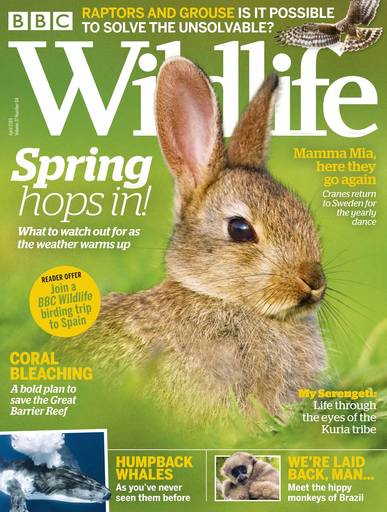 BBC
RAPTORS AND GROUSE IS IT POSSIBLE
TO SOLVE THE UNSOLVABLE?
Wildlife
Spring
hops in!
What to watch out for as
the weather warms up
Mamma Mia,
here they
go again
Cranes return
to Sweden for
the yearly
dance
READER OFFER
Join a
BBC Wildlife
birding trip
to Spain
CORAL
BLEACHING
A bold plan to
save the Great
Barrier Reef
My Serengeti:
Life through
the eyes of the
Kuria tribe
HUMPBACK
WHALES
As you've never
seen them before
WE'RE LAID
BACK, MAN...
Meet the hippy
monkeys of Brazil